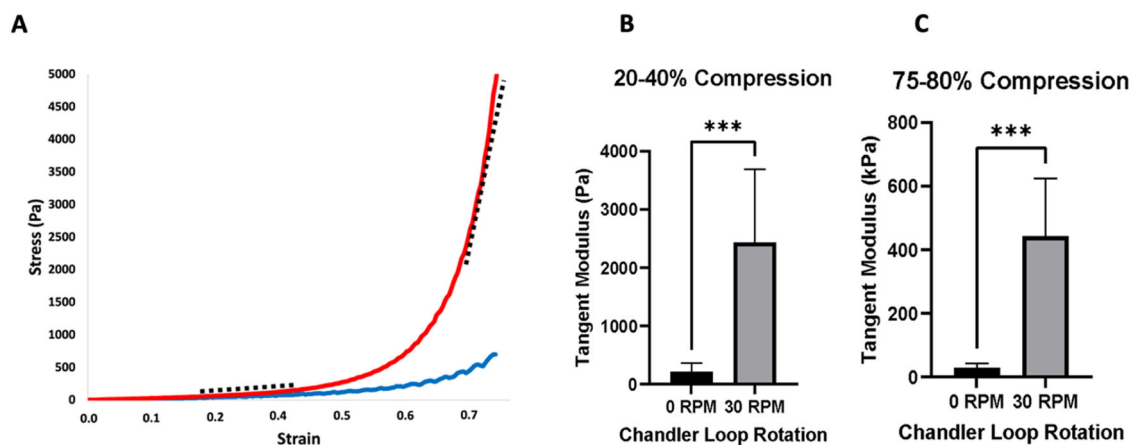 A
5000
4500
4000
3500
3000
2500
2000
1500
1000
500
0
Stress (Pa)
0.0
0.1
0.2
0.4
0.5
0.6
0.7
Strain
B
20-40% Compression
***
4000
3000
2000
1000
0
Tangent Modulus (Pa)
0 RPM 30 RPM
Chandler Loop Rotation
C
75-80% Compression
***
800
600
400
200
0
Tangent Modulus (kPa)
0 RPM 30 RPM
Chandler Loop Rotation